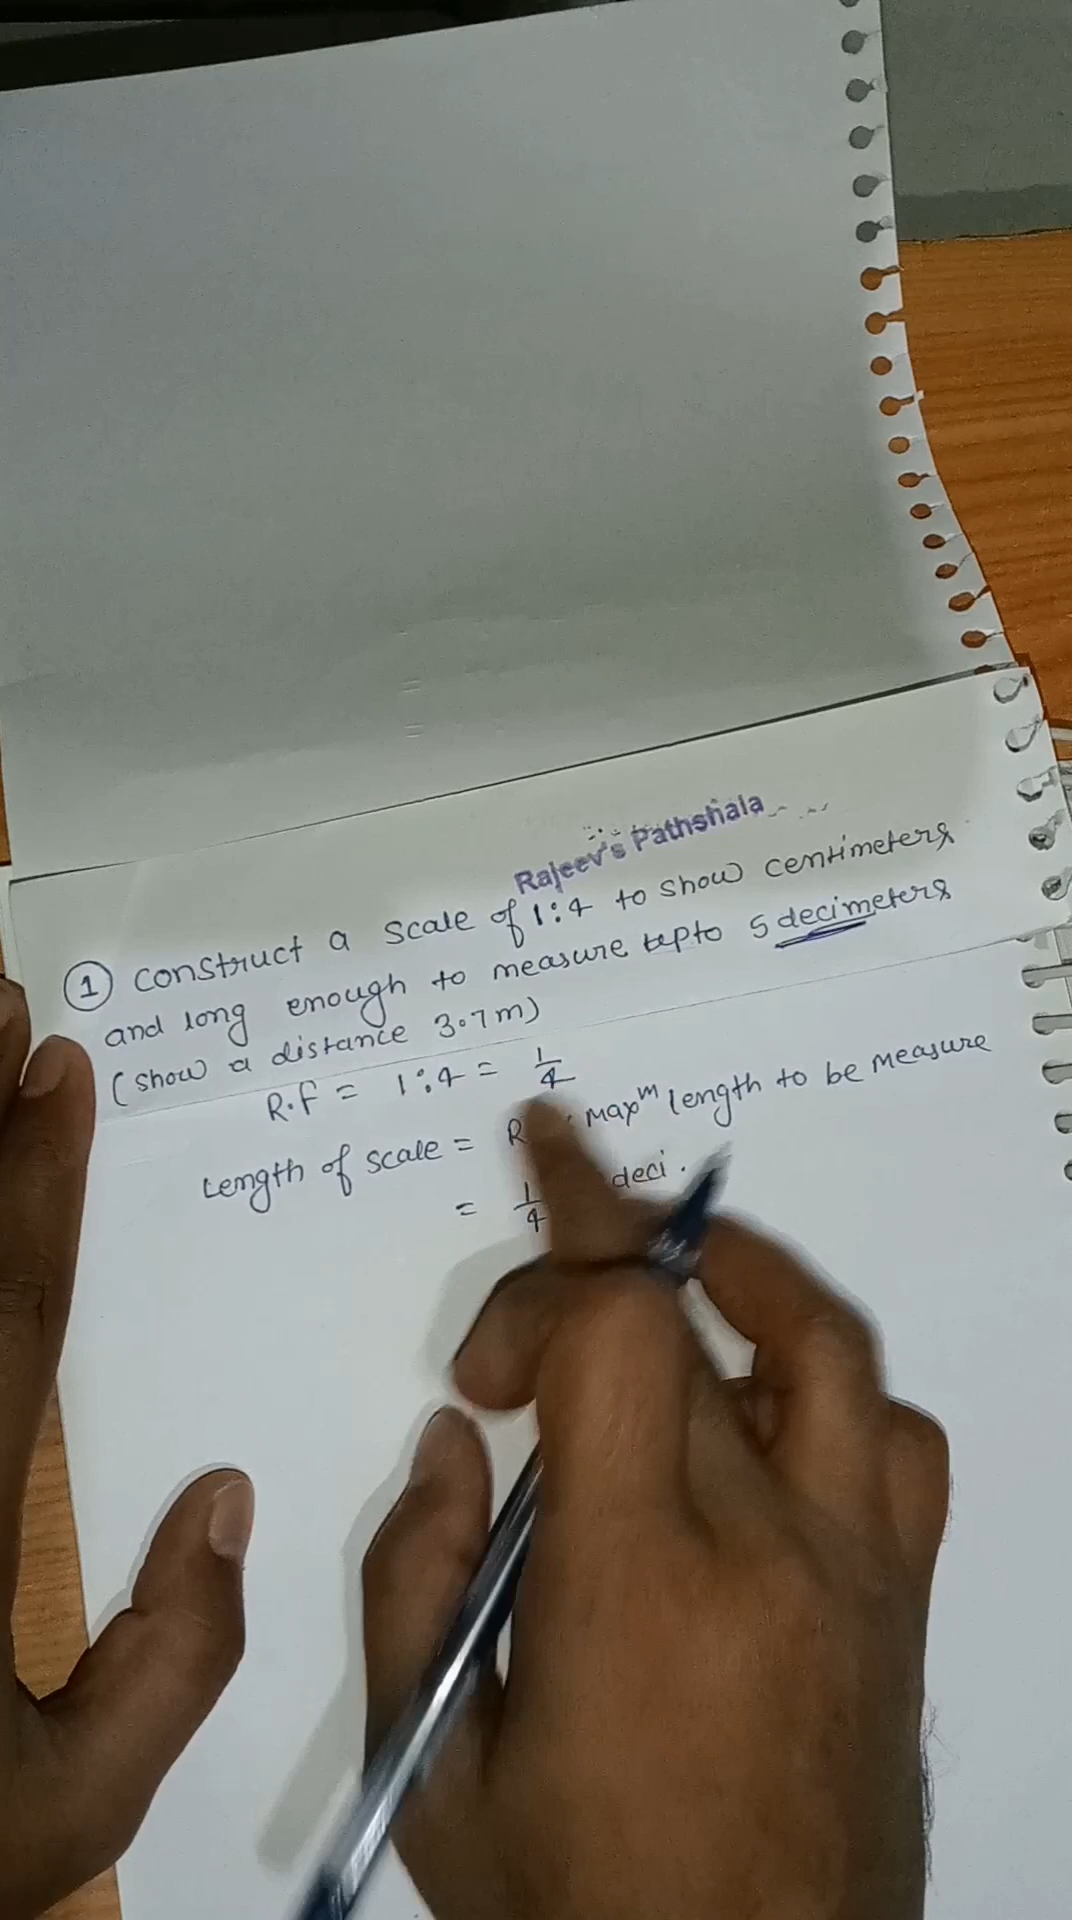 Rajeev's Pathshala
① construct a scale of 1:4 to show centimeters
and long enough to measure upto 5 decimeters
(show a distance 3.7m)
R.f = 1:4 = 1/4
Length of scale = Maxᵐ length to be measure
= 1/4 deci.